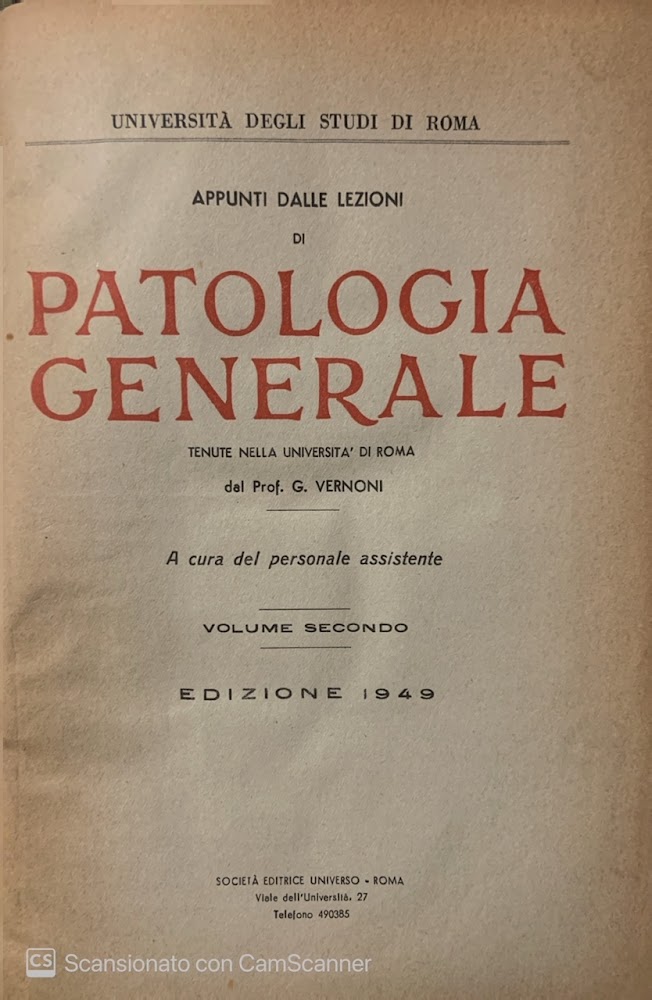 UNIVERSITÀ DEGLI STUDI DI ROMA
APPUNTI DALLE LEZIONI
DI
PATOLOGIA
GENERALE
TENUTE NELLA UNIVERSITA' DI ROMA
dal Prof. G. VERNONI
A cura del personale assistente
VOLUME SECONDO
EDIZIONE 1949
SOCIETÀ EDITRICE UNIVERSO - ROMA
Viale dell'Università, 27
Telefono 490385
CS Scansionato con CamScanner